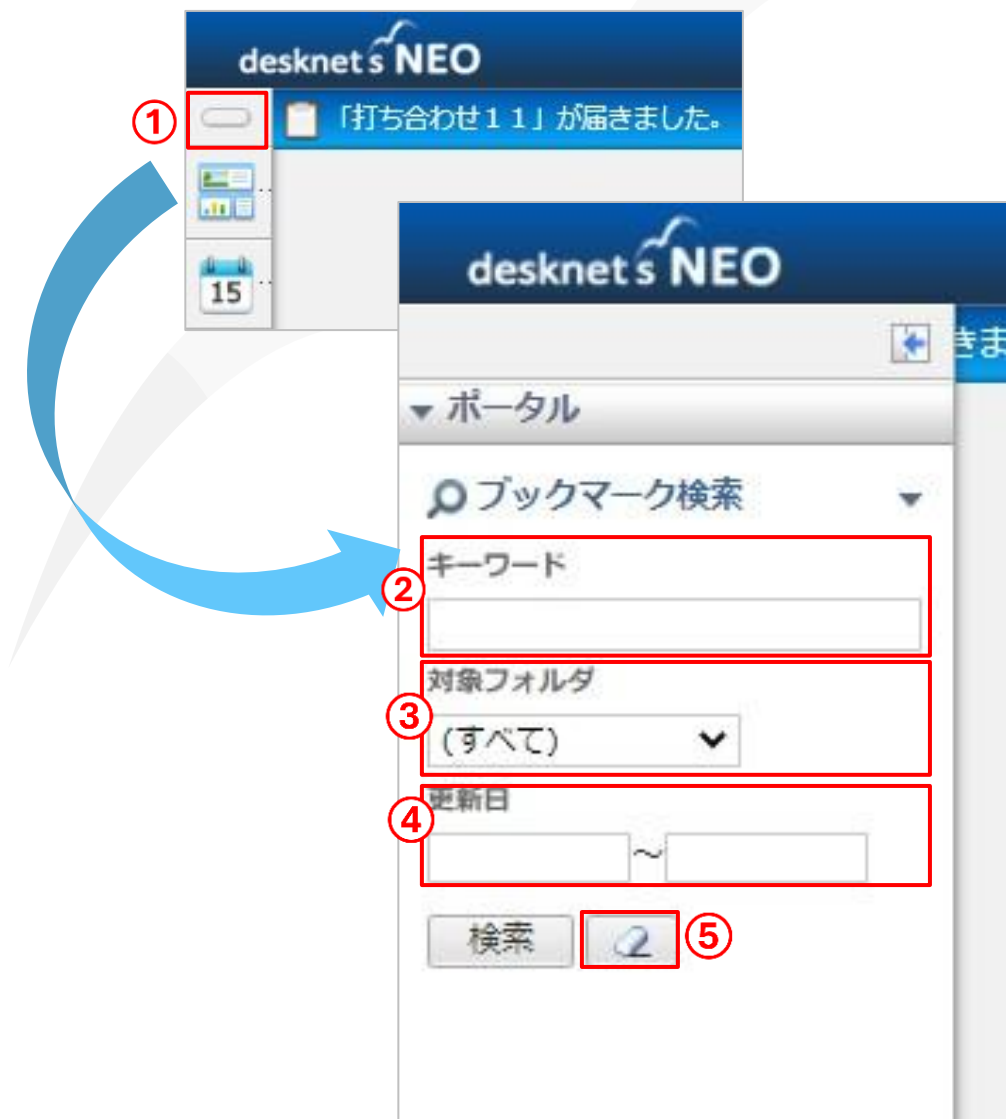 desknet's NEO
①
「打ち合わせ１１」が届きました。
15
desknet's NEO
きま
ポータル
ブックマーク検索
②
キーワード
③
対象フォルダ
(すべて)
④
更新日
～
検索
⑤